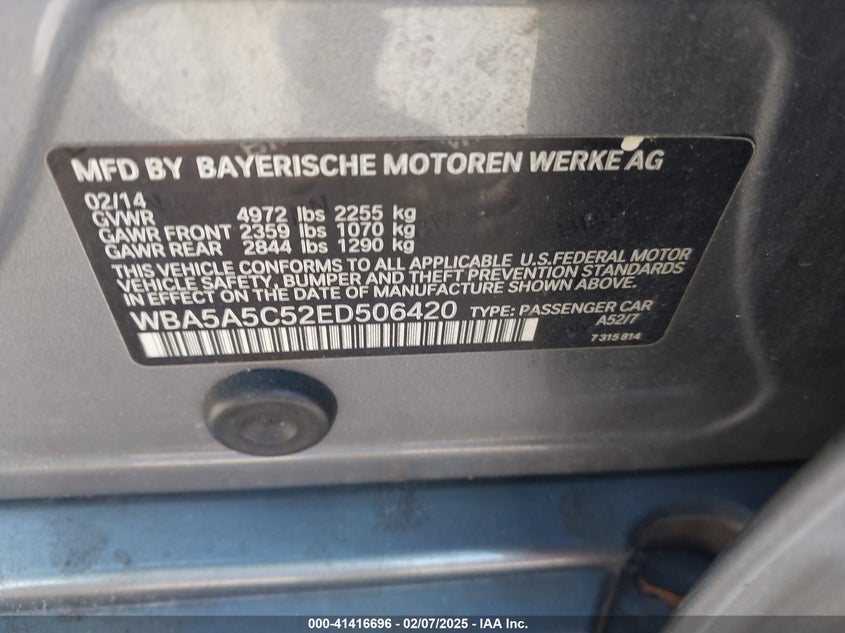 MFD BY BAYERISCHE MOTOREN WERKE AG
02/14
GVWR 4972 lbs 2255 kg
GAWR FRONT 2359 lbs 1070 kg
GAWR REAR 2844 lbs 1290 kg
THIS VEHICLE CONFORMS TO ALL APPLICABLE U.S.FEDERAL MOTOR
VEHICLE SAFETY, BUMPER AND THEFT PREVENTION STANDARDS
IN EFFECT ON THE DATE OF MANUFACTURE SHOWN ABOVE.
WBA5A5C52ED506420 TYPE: PASSENGER CAR
A52/7
7 315 814
000-41416696 - 02/07/2025 - IAA Inc.